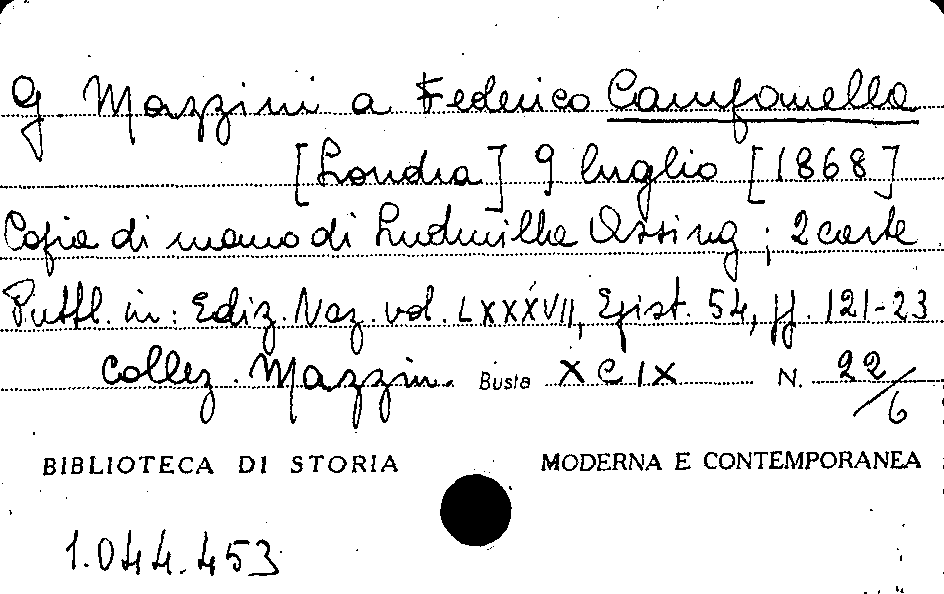 G. Mazzini a Federico Campanella
[Londra] 9 luglio [1868]
Copia di mano di Ludmilla Assing; 2 carte
Pubbl. in: Ediz. Naz. vol. LXXXVII, Epist. 54, pp. 121-23
Collez. Mazzini. Busta XCIX N. 22/6
BIBLIOTECA DI STORIA MODERNA E CONTEMPORANEA
1.044.453